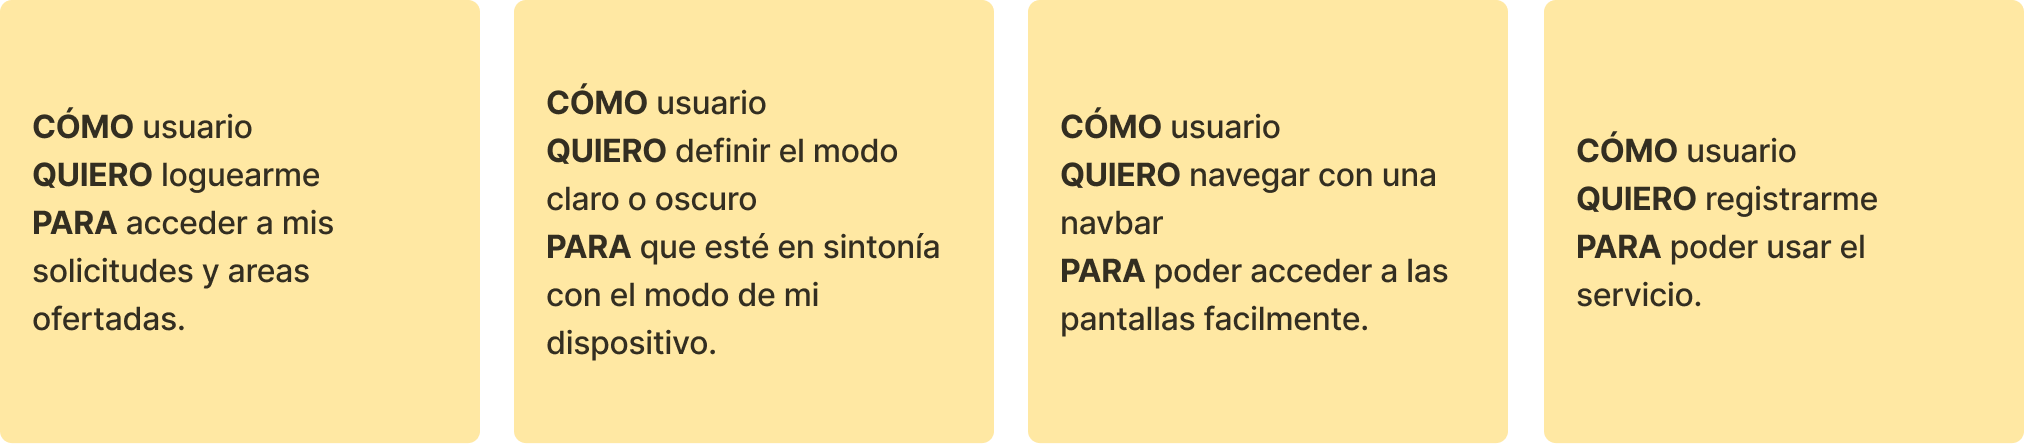 CÓMO usuario
QUIERO loguearme
PARA acceder a mis
solicitudes y areas
ofertadas.
CÓMO usuario
QUIERO definir el modo
claro o oscuro
PARA que esté en sintonía
con el modo de mi
dispositivo.
CÓMO usuario
QUIERO navegar con una
navbar
PARA poder acceder a las
pantallas facilmente.
CÓMO usuario
QUIERO registrarme
PARA poder usar el
servicio.